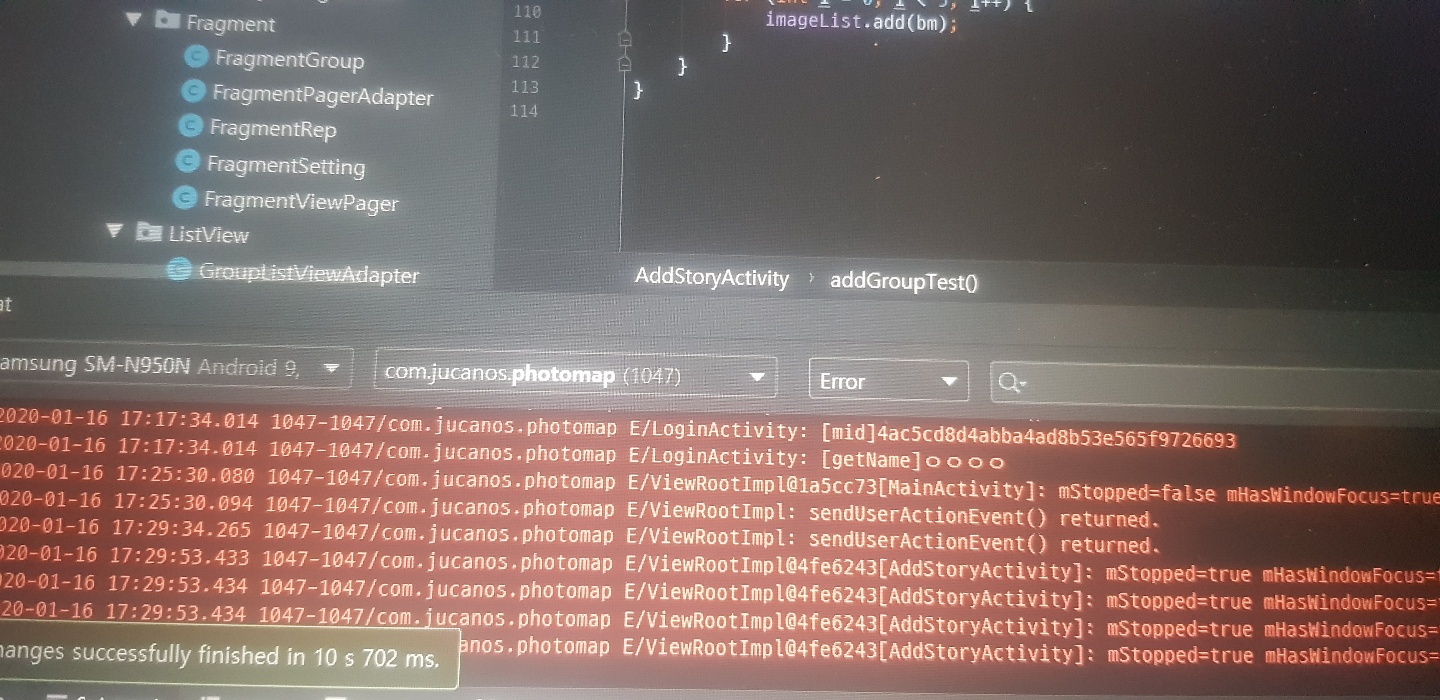 Fragment
FragmentGroup
FragmentPagerAdapter
FragmentRep
FragmentSetting
FragmentViewPager
ListView
GroupListViewAdapter
110
111
112
113
114
i++) {
imageList.add(bm);
}
}
}
AddStoryActivity › addGroupTest()
at
amsung SM-N950N Android 9, com.jucanos.photomap (1047) Error
2020-01-16 17:17:34.014 1047-1047/com.jucanos.photomap E/LoginActivity: [mid]4ac5cd8d4abba4ad8b53e565f9726693
2020-01-16 17:17:34.014 1047-1047/com.jucanos.photomap E/LoginActivity: [getName]ㅇㅇㅇㅇ
020-01-16 17:25:30.080 1047-1047/com.jucanos.photomap E/ViewRootImpl@1a5cc73[MainActivity]: mStopped=false mHasWindowFocus=true
020-01-16 17:25:30.094 1047-1047/com.jucanos.photomap E/ViewRootImpl: sendUserActionEvent() returned.
020-01-16 17:29:34.265 1047-1047/com.jucanos.photomap E/ViewRootImpl: sendUserActionEvent() returned.
020-01-16 17:29:53.433 1047-1047/com.jucanos.photomap E/ViewRootImpl@4fe6243[AddStoryActivity]: mStopped=true mHasWindowFocus=
20-01-16 17:29:53.434 1047-1047/com.jucanos.photomap E/ViewRootImpl@4fe6243[AddStoryActivity]: mStopped=true mHasWindowFocus=
20-01-16 17:29:53.434 1047-1047/com.jucanos.photomap E/ViewRootImpl@4fe6243[AddStoryActivity]: mStopped=true mHasWindowFocus=
anos.photomap E/ViewRootImpl@4fe6243[AddStoryActivity]: mStopped=true mHasWindowFocus=
anges successfully finished in 10 s 702 ms.